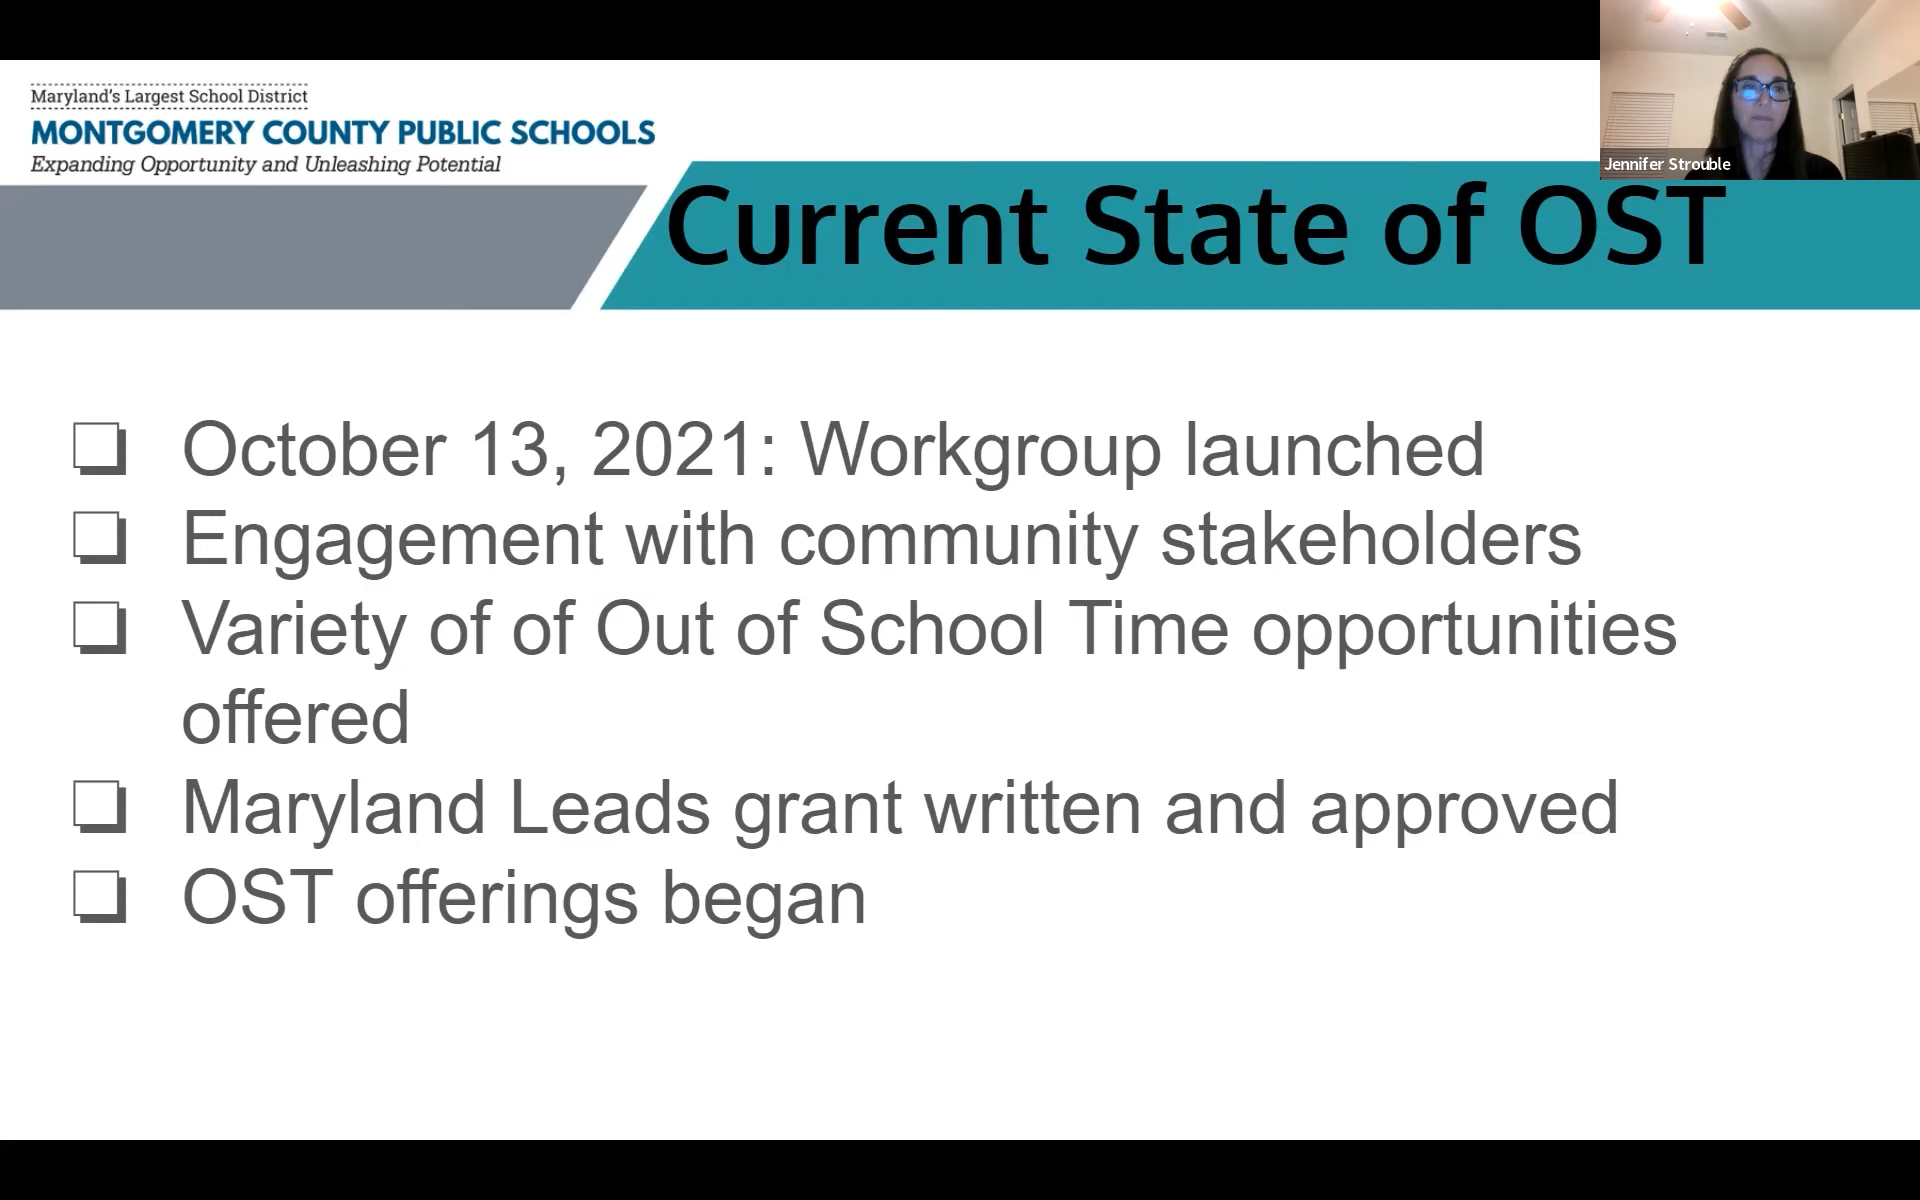 Maryland's Largest School District
MONTGOMERY COUNTY PUBLIC SCHOOLS
Expanding Opportunity and Unleashing Potential
Jennifer Strouble
Current State of OST
October 13, 2021: Workgroup launched
Engagement with community stakeholders
Variety of of Out of School Time opportunities
offered
Maryland Leads grant written and approved
OST offerings began